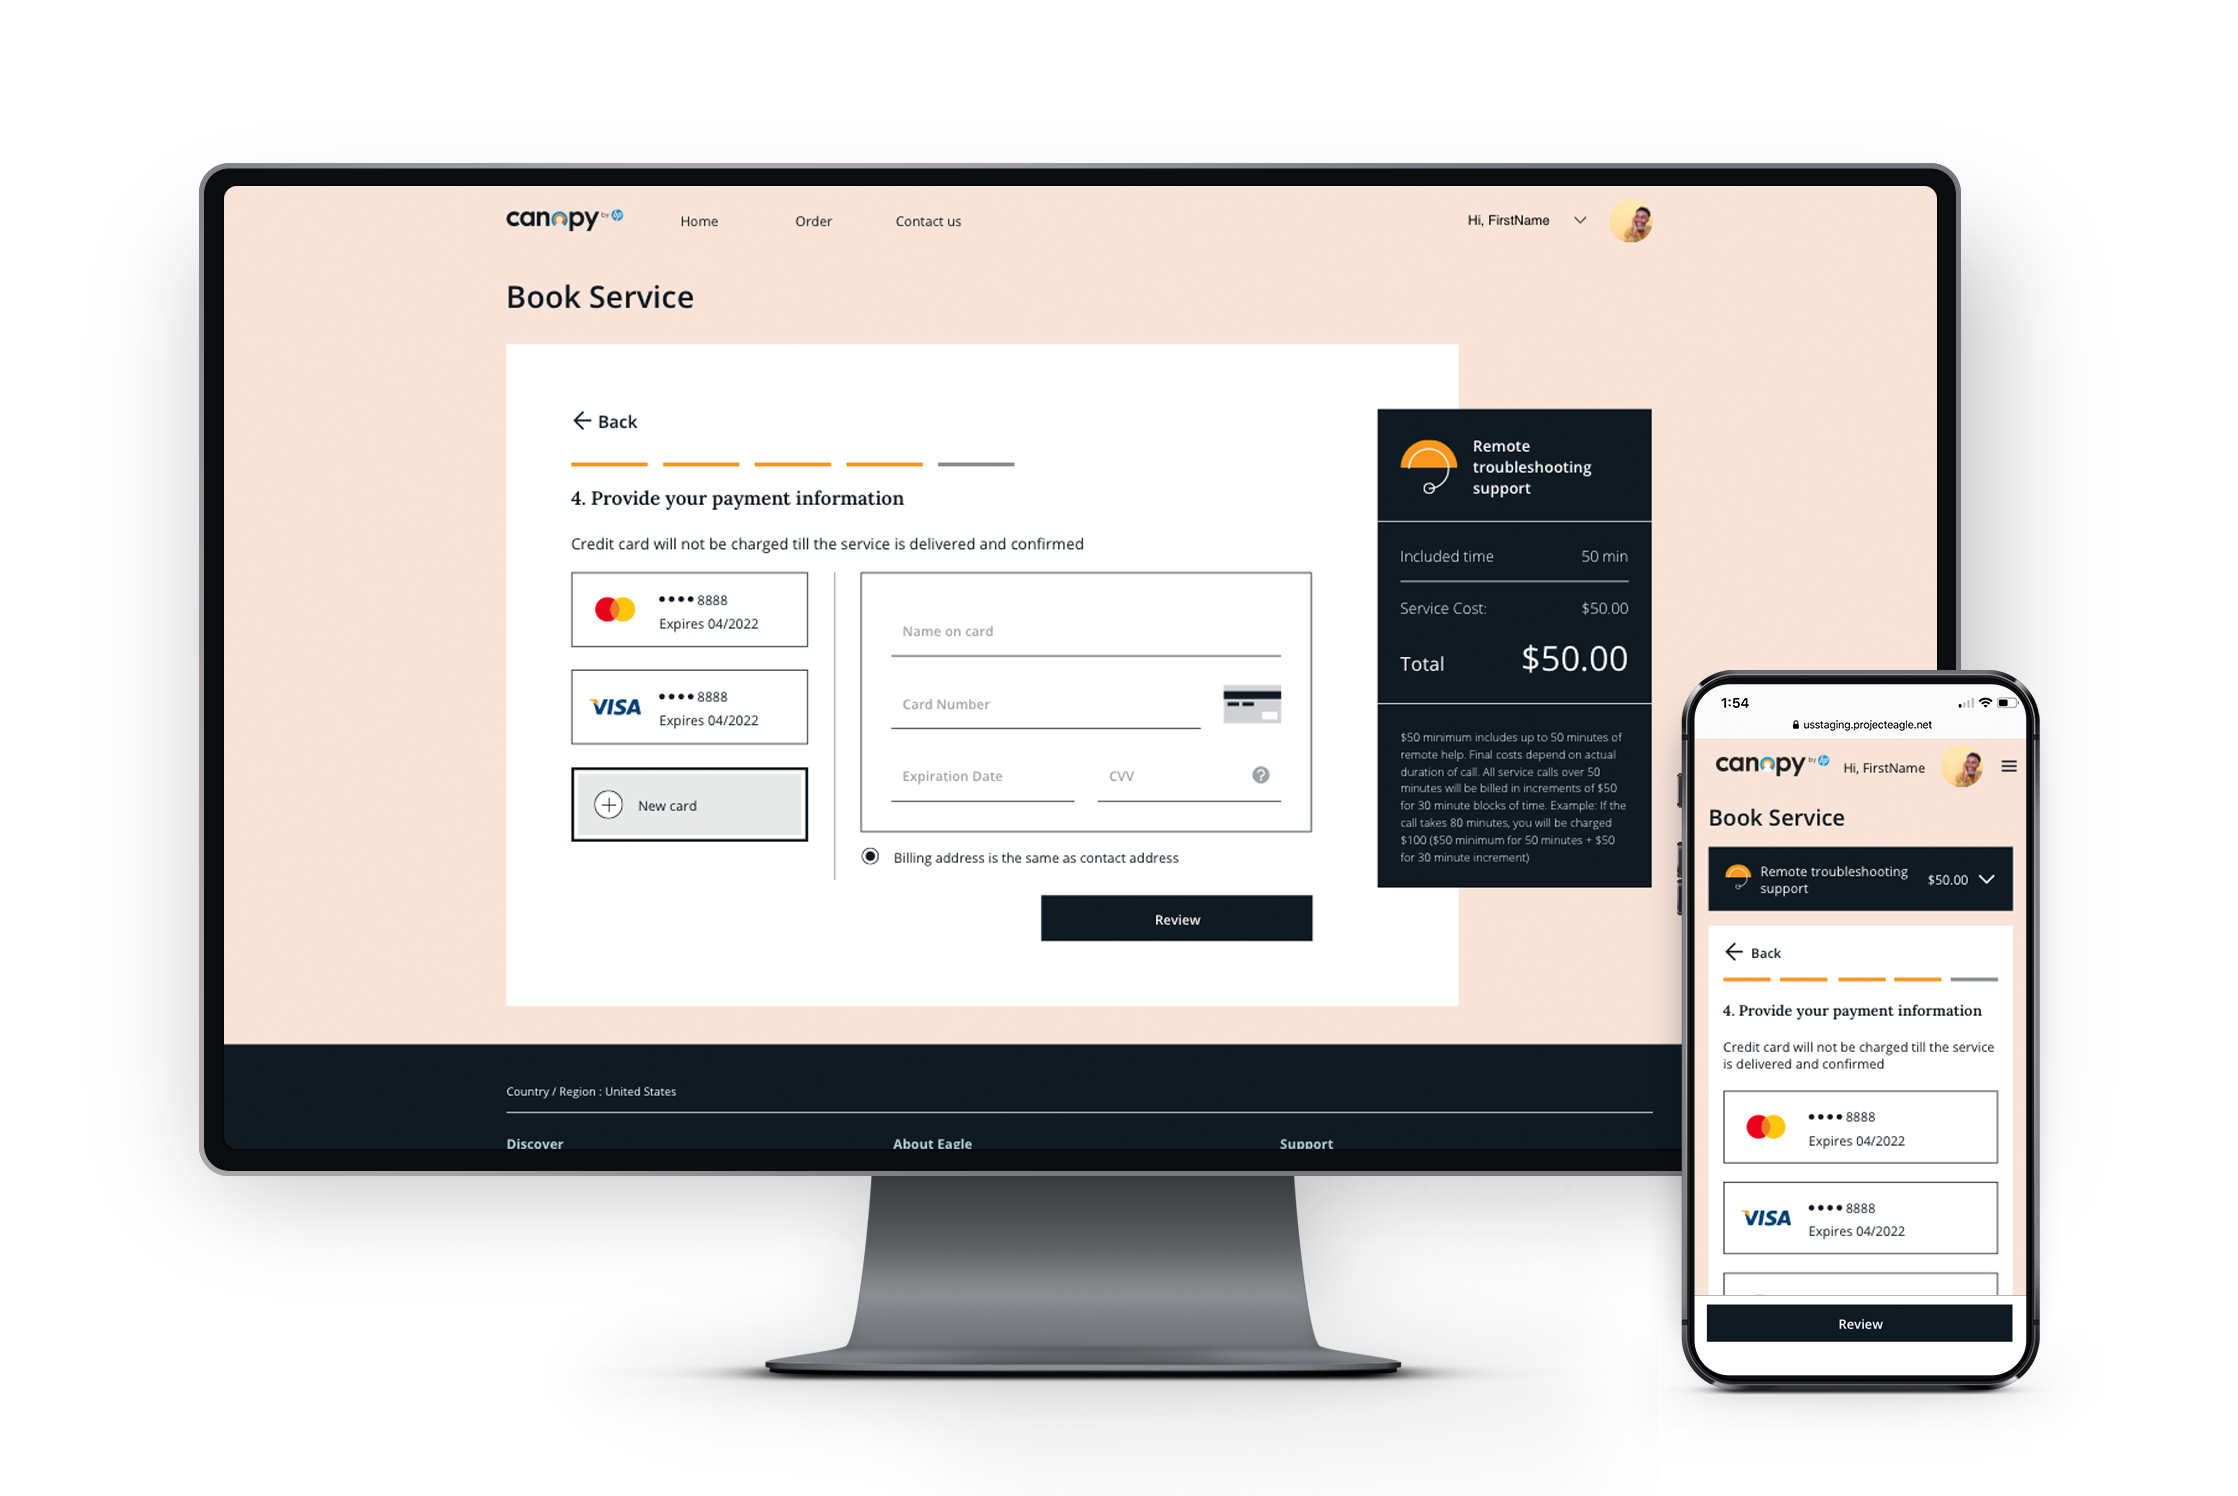 canopy by hp
Home
Order
Contact us
Hi, FirstName
Book Service
Back
4. Provide your payment information
Credit card will not be charged till the service is delivered and confirmed
•••• 8888
Expires 04/2022
VISA
•••• 8888
Expires 04/2022
New card
Name on card
Card Number
Expiration Date
CVV
?
Billing address is the same as contact address
Review
Remote
troubleshooting
support
Included time 50 min
Service Cost: $50.00
Total $50.00
$50 minimum includes up to 50 minutes of
remote help. Final costs depend on actual
duration of call. All service calls over 50
minutes will be billed in increments of $50
for 30 minute blocks of time. Example: If the
call takes 80 minutes, you will be charged
$100 ($50 minimum for 50 minutes + $50
for 30 minute increment)
Country / Region : United States
Discover
About Eagle
Support
1:54
usstaging.projecteagle.net
canopy by hp
Hi, FirstName
Book Service
Remote troubleshooting
support
$50.00
Back
4. Provide your payment information
Credit card will not be charged till the service
is delivered and confirmed
•••• 8888
Expires 04/2022
VISA
•••• 8888
Expires 04/2022
Review